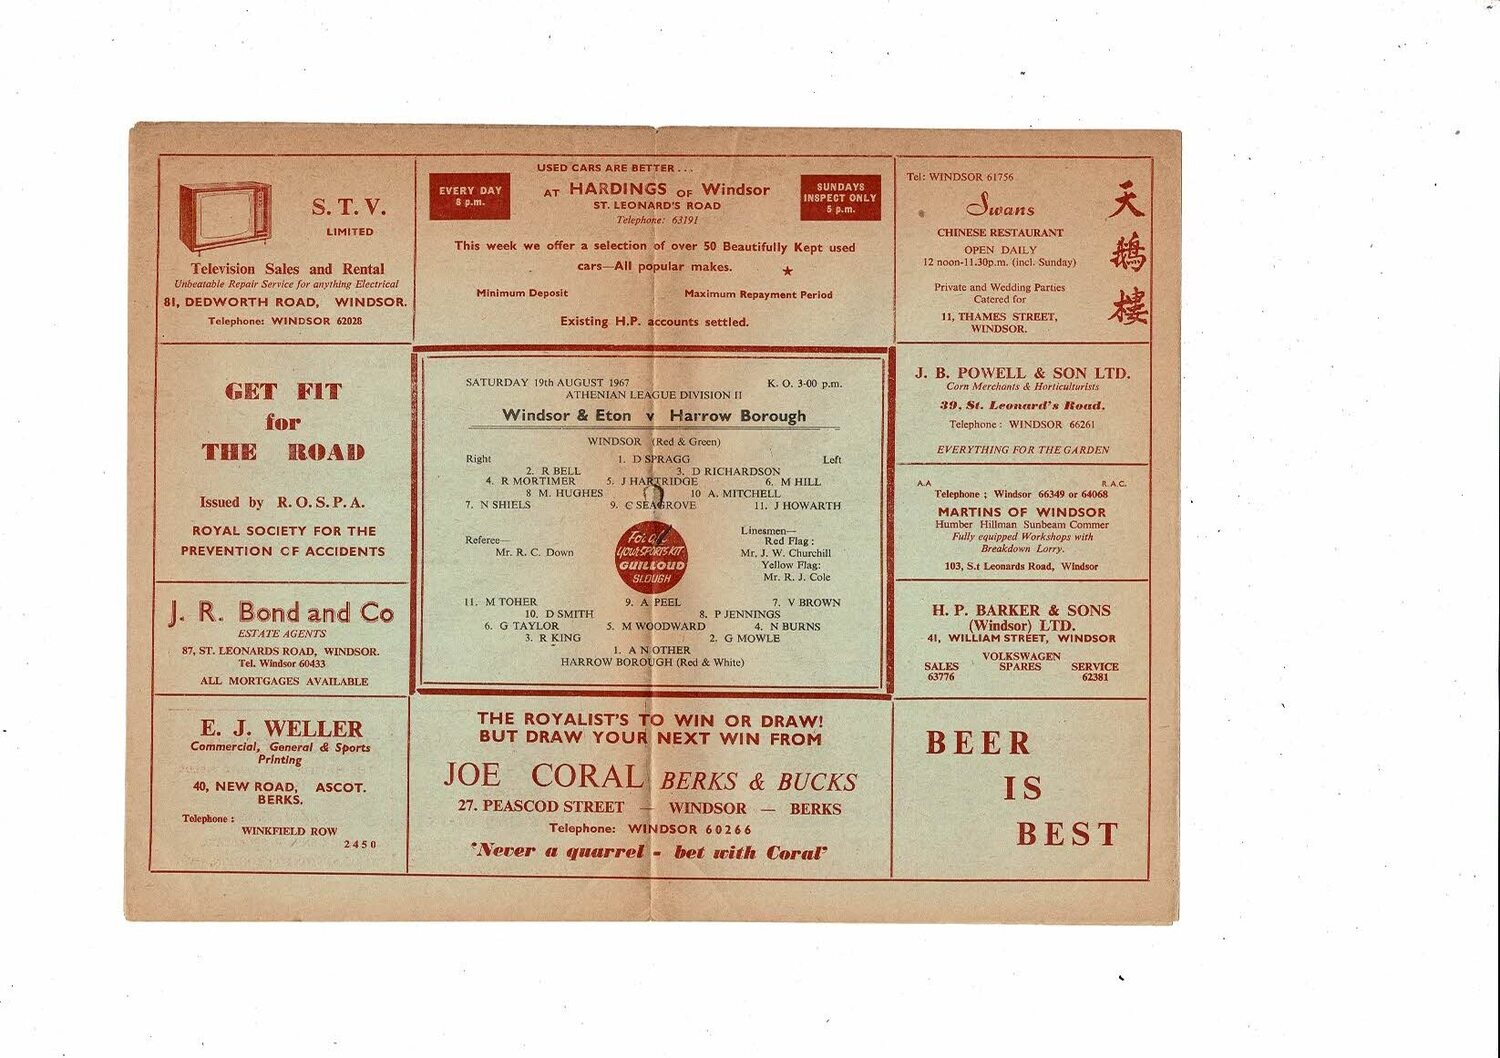 S. T. V.
LIMITED
Television Sales and Rental
Unbeatable Repair Service for anything Electrical
81, DEDWORTH ROAD, WINDSOR.
Telephone: WINDSOR 62028
USED CARS ARE BETTER . . .
EVERY DAY
8 p.m.
AT HARDINGS OF Windsor
ST. LEONARD'S ROAD
Telephone: 63191
SUNDAYS
INSPECT ONLY
5 p.m.
This week we offer a selection of over 50 Beautifully Kept used
cars—All popular makes. ★
Minimum Deposit Maximum Repayment Period
Existing H.P. accounts settled.
Tel: WINDSOR 61756
Swans
CHINESE RESTAURANT
OPEN DAILY
12 noon-11.30p.m. (incl. Sunday)
Private and Wedding Parties
Catered for
11, THAMES STREET,
WINDSOR.
天
鵝
樓
GET FIT
for
THE ROAD
Issued by R. O. S. P. A.
ROYAL SOCIETY FOR THE
PREVENTION OF ACCIDENTS
SATURDAY 19th AUGUST 1967 K. O. 3-00 p.m.
ATHENIAN LEAGUE DIVISION II
Windsor & Eton v Harrow Borough
WINDSOR (Red & Green)
Right 1. D SPRAGG Left
2. R BELL 3. D RICHARDSON
4. R MORTIMER 5. J HARTRIDGE 6. M HILL
8 M. HUGHES 10 A. MITCHELL
7. N SHIELS 9. C SEAGROVE 11. J HOWARTH
Referee—
Mr. R. C. Down
For all
YOUR SPORTS KIT
GUILLOUD
SLOUGH
Linesmen—
Red Flag :
Mr. J. W. Churchill
Yellow Flag:
Mr. R. J. Cole
11. M TOHER 9. A PEEL 7. V BROWN
10. D SMITH 8. P JENNINGS
6. G TAYLOR 5. M WOODWARD 4. N BURNS
3. R KING 2. G MOWLE
1. A N OTHER
HARROW BOROUGH (Red & White)
J. B. POWELL & SON LTD.
Corn Merchants & Horticulturists
39, St. Leonard's Road.
Telephone : WINDSOR 66261
EVERYTHING FOR THE GARDEN
A.A R.A.C.
Telephone ; Windsor 66349 or 64068
MARTINS OF WINDSOR
Humber Hillman Sunbeam Commer
Fully equipped Workshops with
Breakdown Lorry.
103, S.t Leonards Road, Windsor
J. R. Bond and Co
ESTATE AGENTS
87, ST. LEONARDS ROAD, WINDSOR.
Tel. Windsor 60433
ALL MORTGAGES AVAILABLE
H. P. BARKER & SONS
(Windsor) LTD.
41, WILLIAM STREET, WINDSOR
VOLKSWAGEN
SALES SPARES SERVICE
63776 62381
E. J. WELLER
Commercial, General & Sports
Printing
40, NEW ROAD, ASCOT.
BERKS.
Telephone :
WINKFIELD ROW
2450
THE ROYALIST'S TO WIN OR DRAW!
BUT DRAW YOUR NEXT WIN FROM
JOE CORAL BERKS & BUCKS
27. PEASCOD STREET — WINDSOR — BERKS
Telephone: WINDSOR 60266
'Never a quarrel - bet with Coral'
BEER
IS
BEST